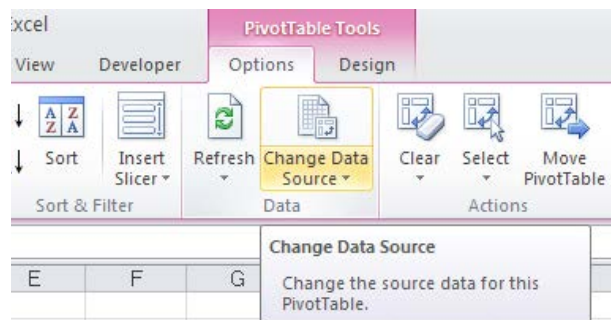 Excel
PivotTable Tools
View Developer Options Design
A Z
Z A
Sort
Insert
Slicer
Refresh
Change Data
Source
Clear
Select
Move
PivotTable
Sort & Filter
Data
Actions
Change Data Source
Change the source data for this
PivotTable.
E F G